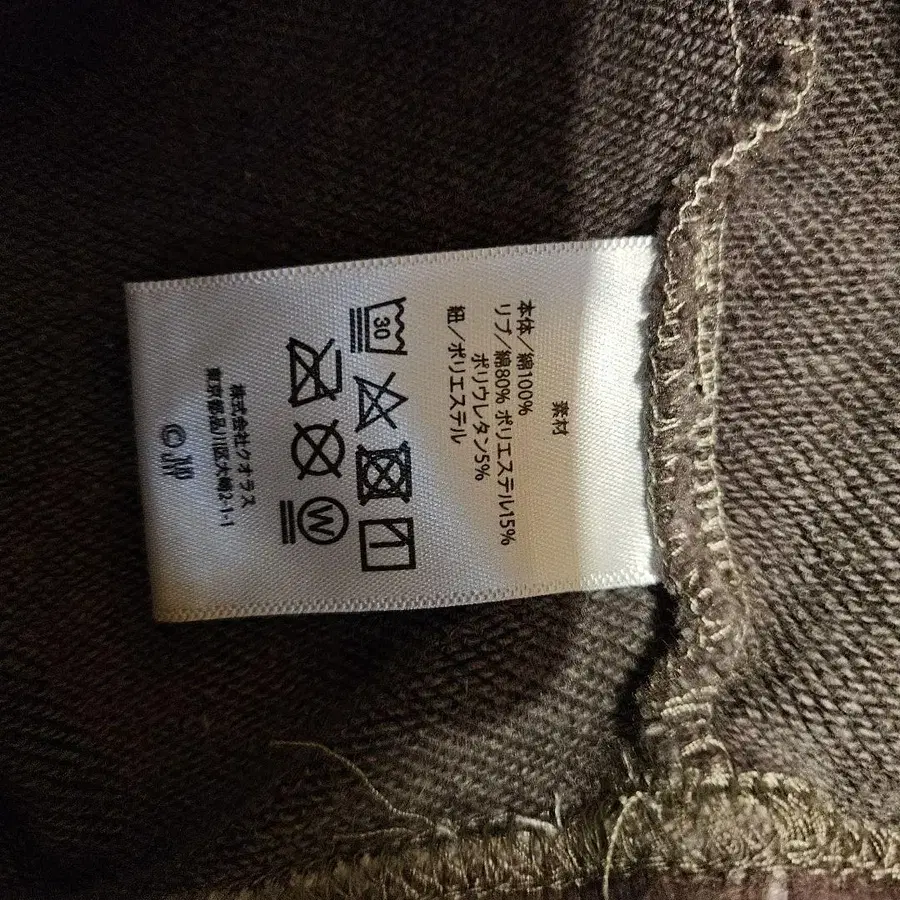 素材
本体/綿100%
リブ/綿80% ポリエステル15%
ポリウレタン5%
紐/ポリエステル
30
W
株式会社クオラス
東京都品川区大崎2-1-1
© JW